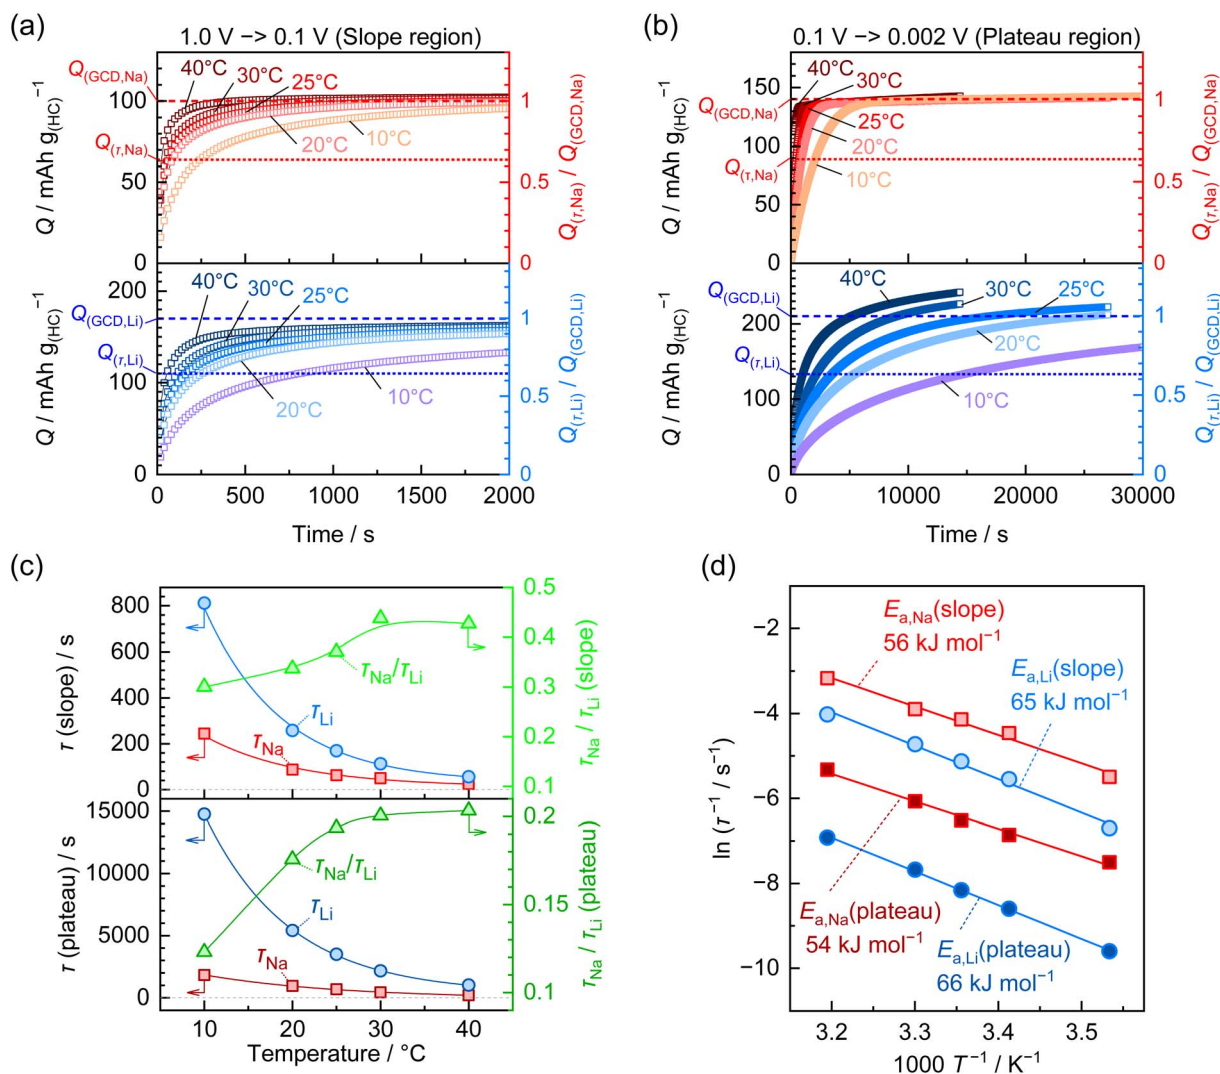 (a)
1.0 V −> 0.1 V (Slope region)
Q(GCD,Na)
Q(τ,Na)
Q / mAh g(HC)⁻¹
100
50
0
40°C
30°C
25°C
20°C
10°C
1
0.5
0
Q(τ,Na) / Q(GCD,Na)
Q(GCD,Li)
Q(τ,Li)
Q / mAh g(HC)⁻¹
200
100
0
40°C
30°C
25°C
20°C
10°C
1
0.5
0
Q(τ,Li) / Q(GCD,Li)
0 500 1000 1500 2000
Time / s
(b)
0.1 V −> 0.002 V (Plateau region)
Q(GCD,Na)
Q(τ,Na)
Q / mAh g(HC)⁻¹
150
100
50
0
40°C
30°C
25°C
20°C
10°C
1
0.5
0
Q(τ,Na) / Q(GCD,Na)
Q(GCD,Li)
Q(τ,Li)
Q / mAh g(HC)⁻¹
200
100
0
40°C
30°C
25°C
20°C
10°C
1
0.5
0
Q(τ,Li) / Q(GCD,Li)
0 10000 20000 30000
Time / s
(c)
τ (slope) / s
800
600
400
200
0
τNa/τLi
τLi
τNa
0.5
0.4
0.3
0.2
0.1
τNa / τLi (slope)
τ (plateau) / s
15000
10000
5000
0
τNa/τLi
τLi
τNa
0.2
0.15
0.1
τNa / τLi (plateau)
10 20 30 40
Temperature / °C
(d)
ln (τ⁻¹ / s⁻¹)
−2
−4
−6
−8
−10
Ea,Na(slope)
56 kJ mol⁻¹
Ea,Li(slope)
65 kJ mol⁻¹
Ea,Na(plateau)
54 kJ mol⁻¹
Ea,Li(plateau)
66 kJ mol⁻¹
3.2 3.3 3.4 3.5
1000 T⁻¹ / K⁻¹